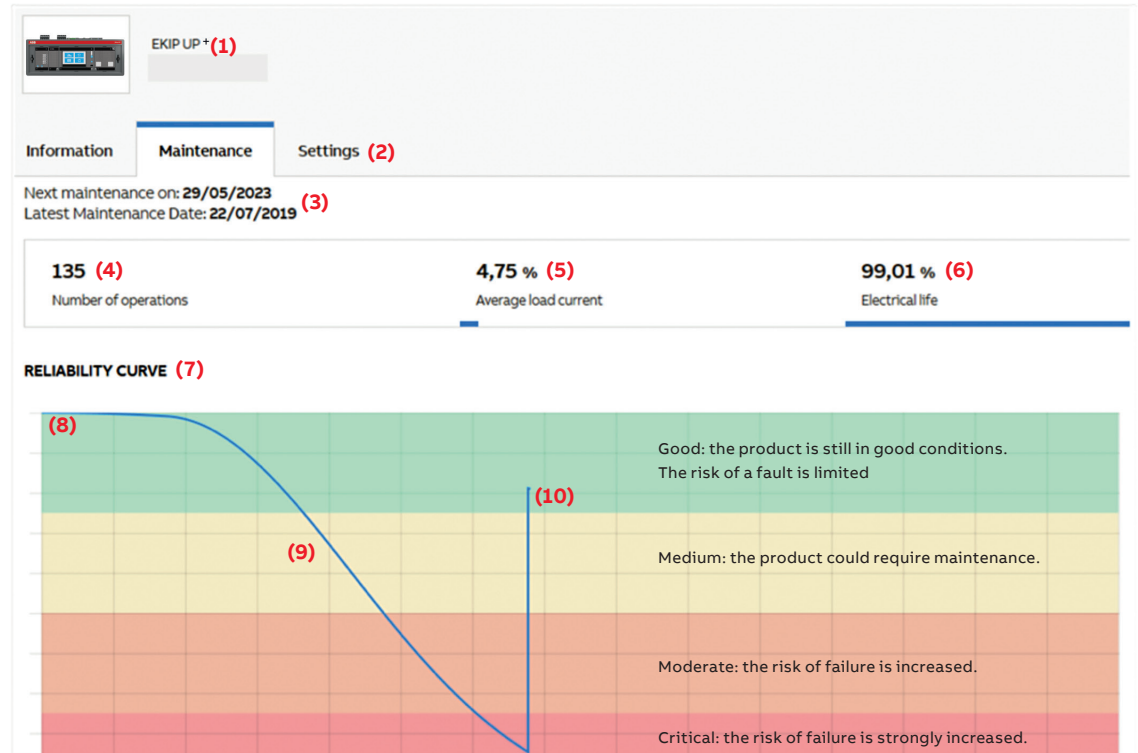 EKIP UP + (1)
Information Maintenance Settings (2)
Next maintenance on: 29/05/2023
Latest Maintenance Date: 22/07/2019 (3)
135 (4) 4,75 % (5) 99,01 % (6)
Number of operations Average load current Electrical life
RELIABILITY CURVE (7)
(8)
Good: the product is still in good conditions.
The risk of a fault is limited
(10)
(9)
Medium: the product could require maintenance.
Moderate: the risk of failure is increased.
Critical: the risk of failure is strongly increased.